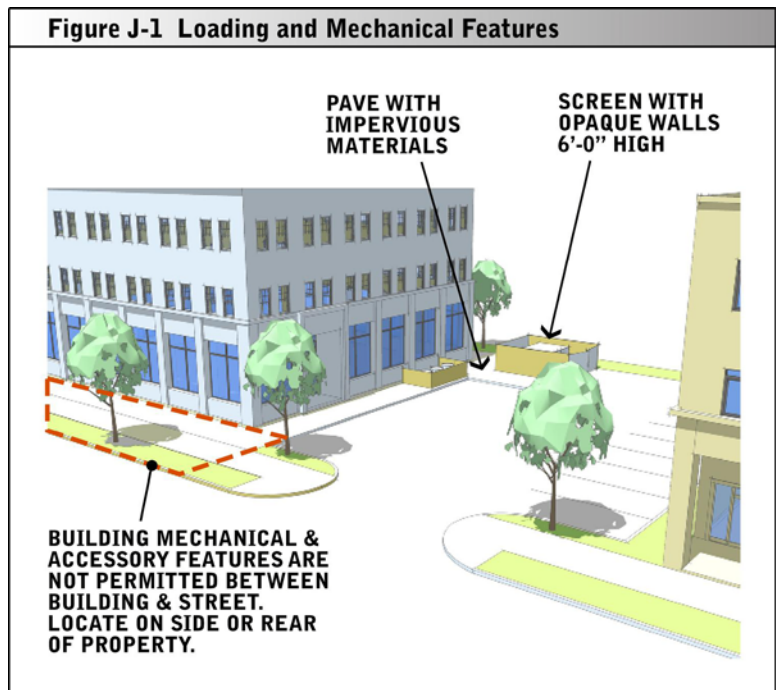 Figure J-1 Loading and Mechanical Features
PAVE WITH
IMPERVIOUS
MATERIALS
SCREEN WITH
OPAQUE WALLS
6'-0" HIGH
BUILDING MECHANICAL &
ACCESSORY FEATURES ARE
NOT PERMITTED BETWEEN
BUILDING & STREET.
LOCATE ON SIDE OR REAR
OF PROPERTY.